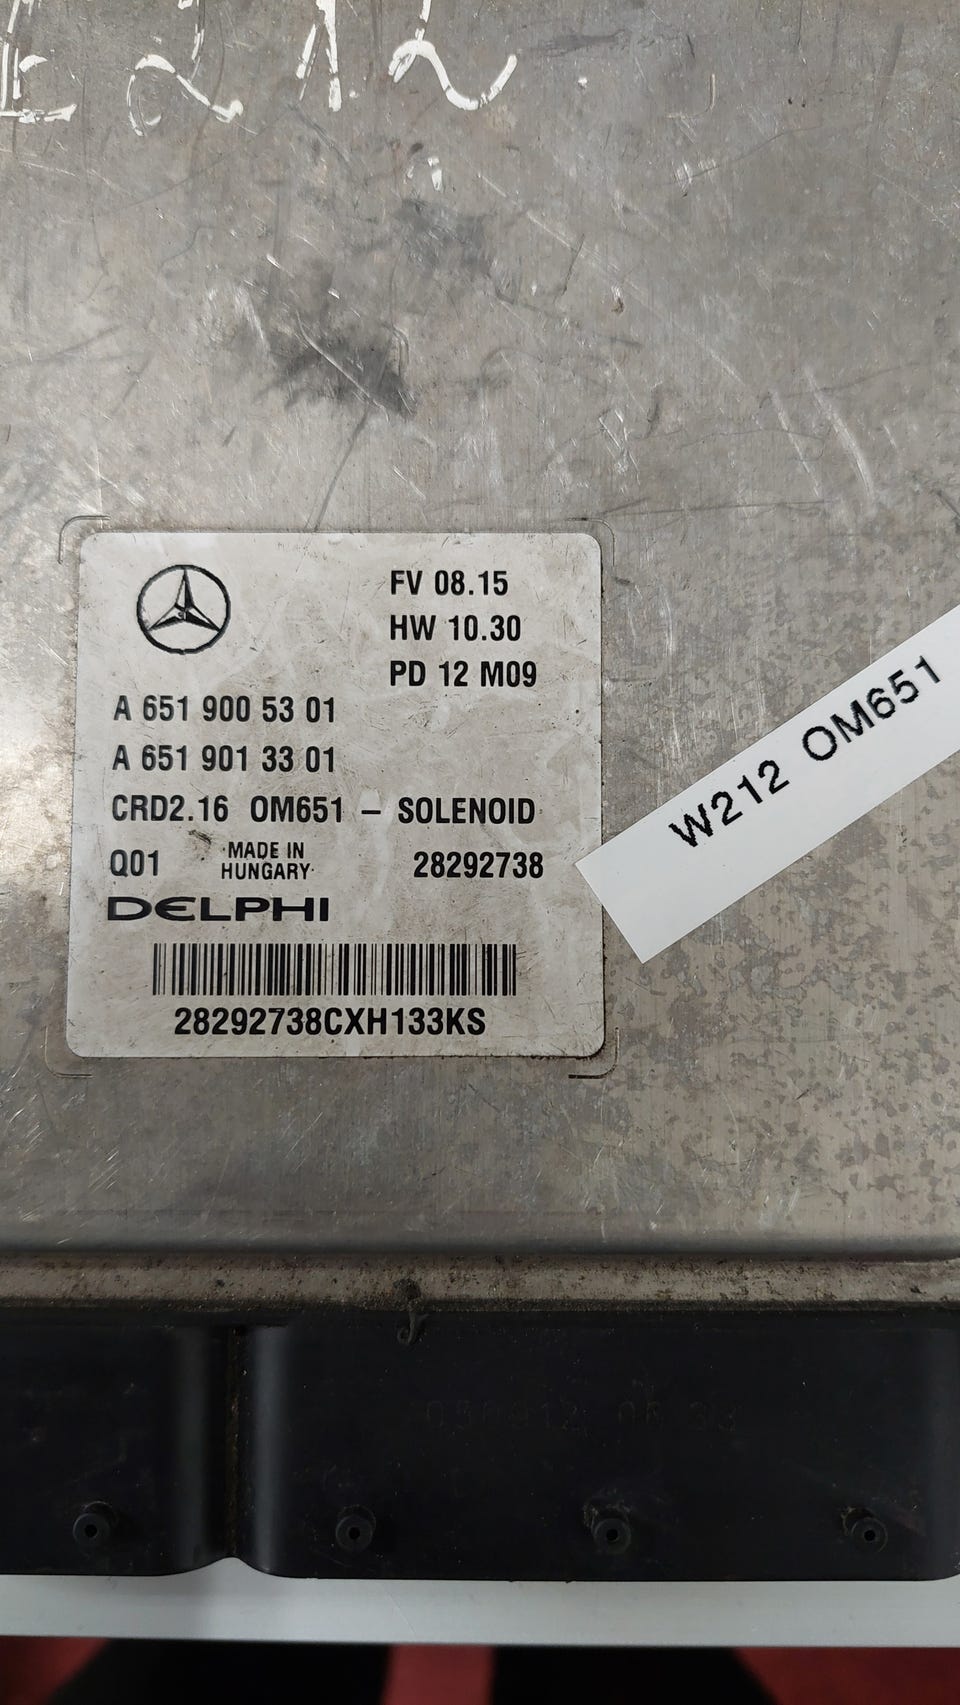 E212
FV 08.15
HW 10.30
PD 12 M09
A 651 900 53 01
A 651 901 33 01
CRD2.16 OM651 – SOLENOID
Q01 MADE IN HUNGARY 28292738
DELPHI
28292738CXH133KS
W212 OM651